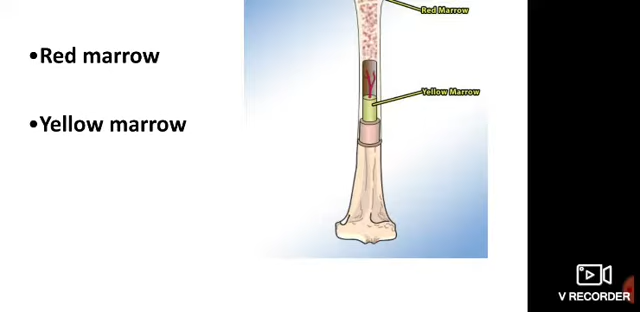 Red Marrow
•Red marrow
Yellow Marrow
•Yellow marrow
V RECORDER